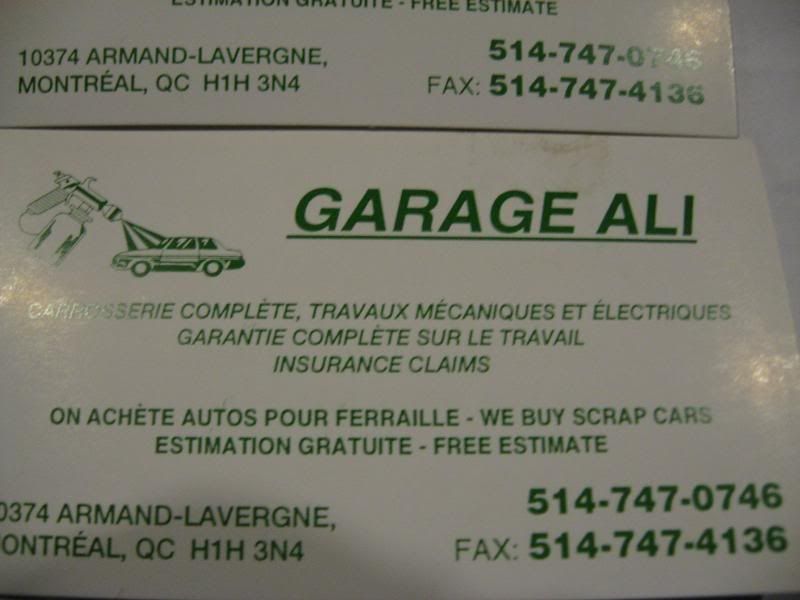 ESTIMATION GRATUITE - FREE ESTIMATE
10374 ARMAND-LAVERGNE,
MONTRÉAL, QC H1H 3N4
514-747-0746
FAX: 514-747-4136
GARAGE ALI
CARROSSERIE COMPLÈTE, TRAVAUX MÉCANIQUES ET ÉLECTRIQUES
GARANTIE COMPLÈTE SUR LE TRAVAIL
INSURANCE CLAIMS
ON ACHÈTE AUTOS POUR FERRAILLE - WE BUY SCRAP CARS
ESTIMATION GRATUITE - FREE ESTIMATE
0374 ARMAND-LAVERGNE,
ONTRÉAL, QC H1H 3N4
514-747-0746
FAX: 514-747-4136